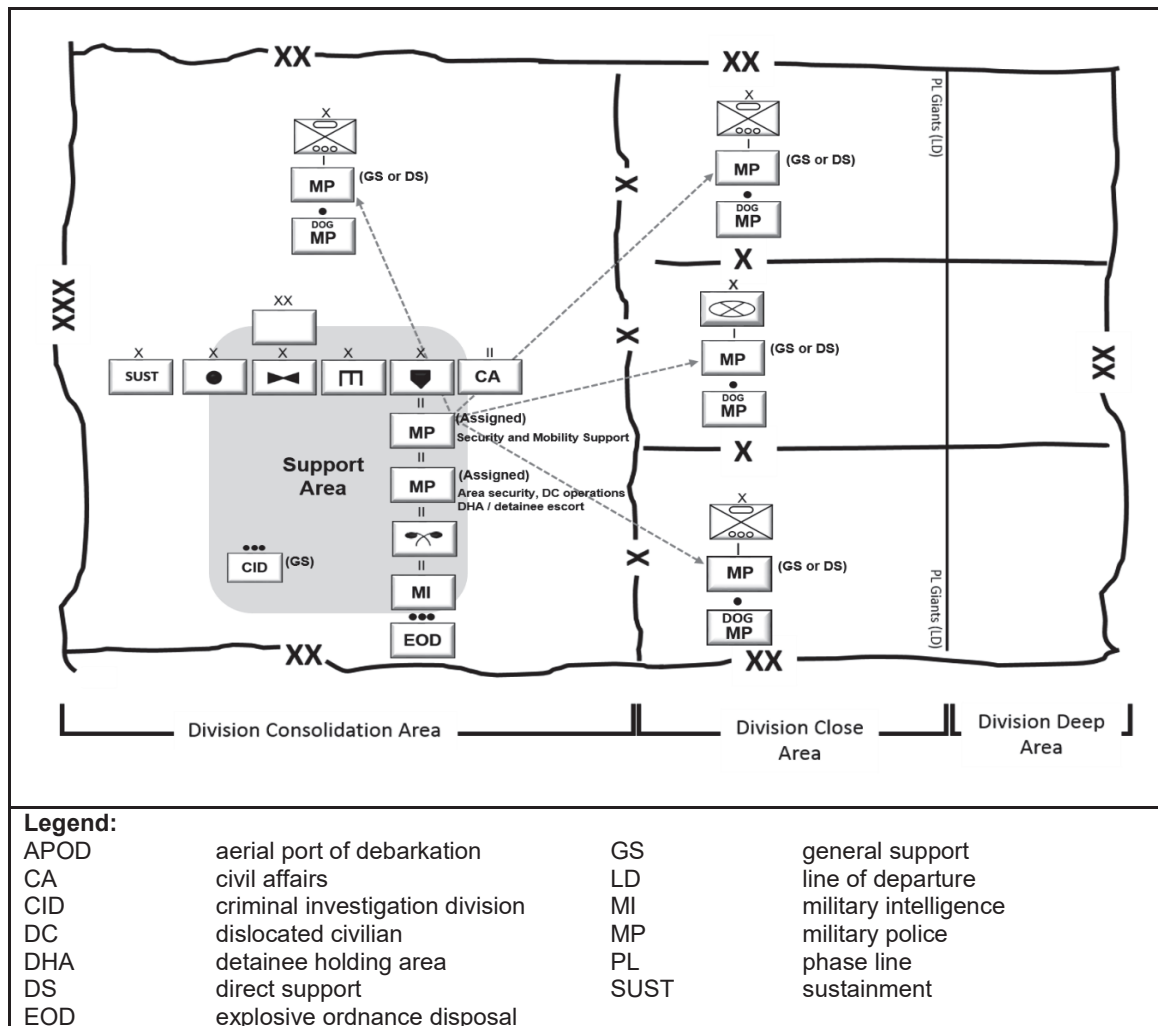 XX
XX
X
MP
(GS or DS)
DOG
MP
X
MP
(GS or DS)
DOG
MP
PL Giants (LD)
X
X
XXX
X
MP
(GS or DS)
DOG
MP
X
XX
XX
X
SUST
X
X
X
X
II
CA
II
MP
(Assigned)
Security and Mobility Support
II
MP
(Assigned)
Area security, DC operations
DHA / detainee escort
Support
Area
II
CID
(GS)
II
MI
EOD
X
X
MP
(GS or DS)
DOG
MP
X
PL Giants (LD)
XX
XX
Division Consolidation Area
Division Close
Area
Division Deep
Area
Legend:
APOD aerial port of debarkation GS general support
CA civil affairs LD line of departure
CID criminal investigation division MI military intelligence
DC dislocated civilian MP military police
DHA detainee holding area PL phase line
DS direct support SUST sustainment
EOD explosive ordnance disposal